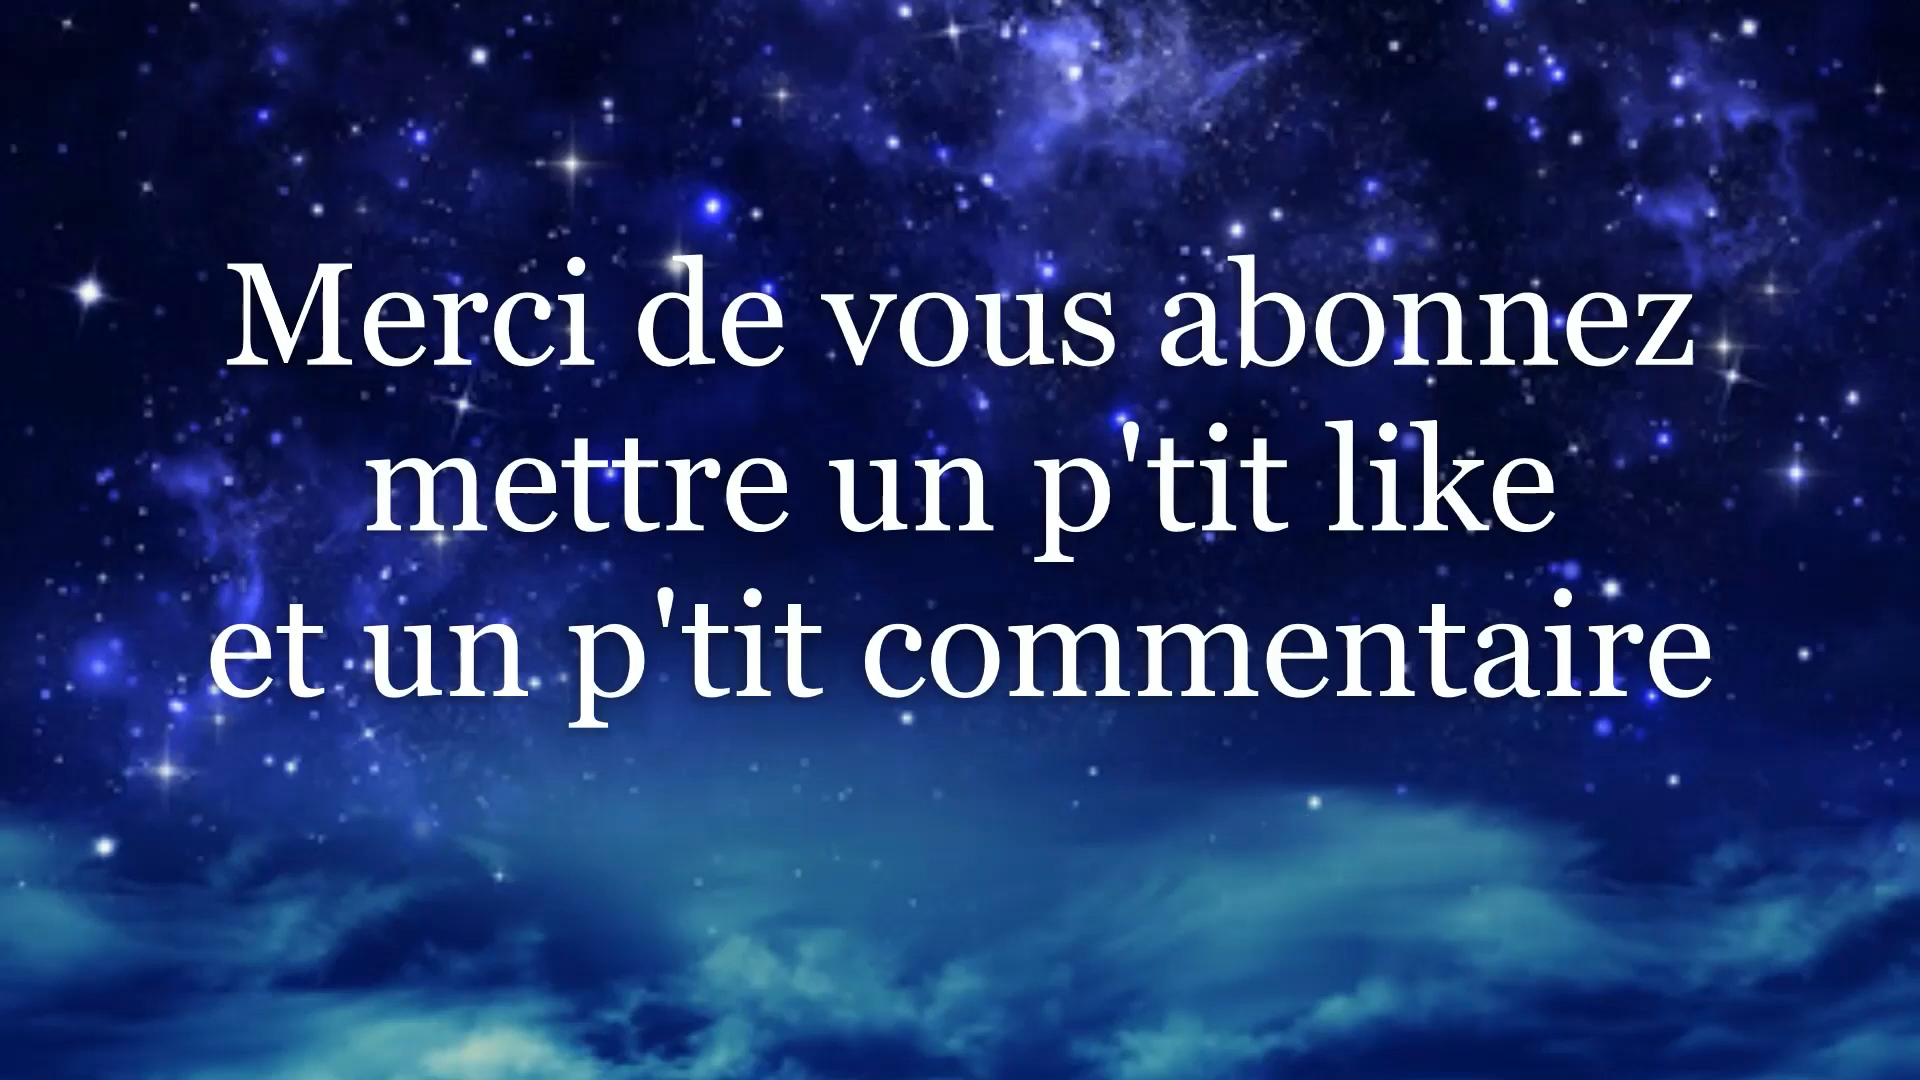 Merci de vous abonnez
mettre un p'tit like
et un p'tit commentaire